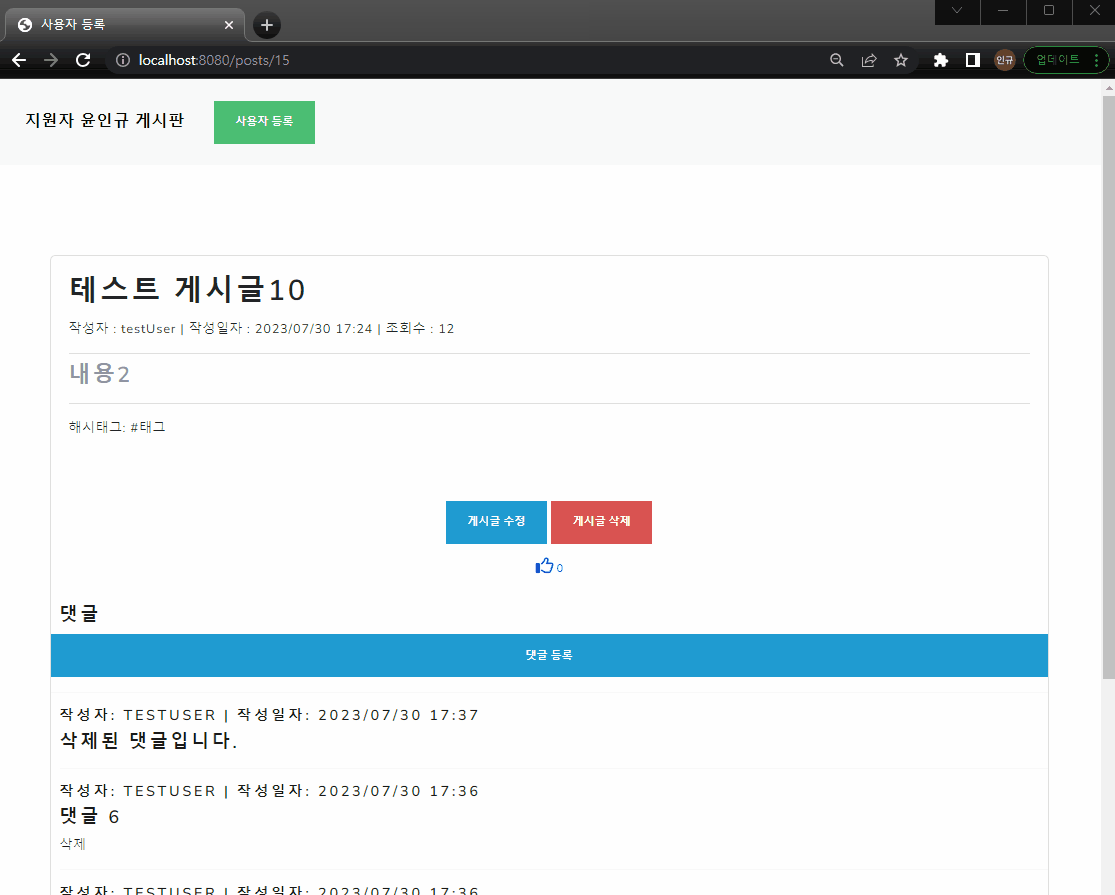 사용자 등록
localhost:8080/posts/15
인규
업데이트
지원자 윤인규 게시판
사용자 등록
테스트 게시글10
작성자 : testUser | 작성일자 : 2023/07/30 17:24 | 조회수 : 12
내용2
해시태그: #태그
게시글 수정
게시글 삭제
0
댓글
댓글 등록
작성자: TESTUSER | 작성일자: 2023/07/30 17:37
삭제된 댓글입니다.
작성자: TESTUSER | 작성일자: 2023/07/30 17:36
댓글 6
삭제
작성자: TESTUSER | 작성일자: 2023/07/30 17:36